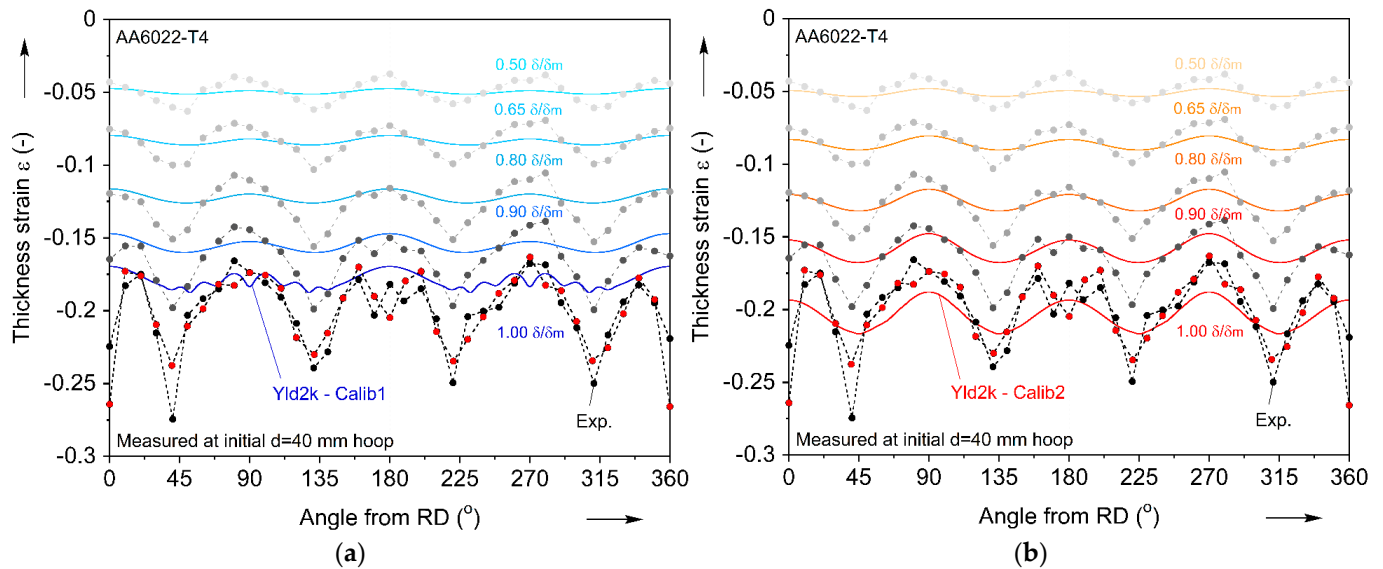 0
-0.05
-0.1
-0.15
-0.2
-0.25
-0.3
Thickness strain ε (-)
AA6022-T4
0.50 δ/δm
0.65 δ/δm
0.80 δ/δm
0.90 δ/δm
1.00 δ/δm
Yld2k - Calib1
Exp.
Measured at initial d=40 mm hoop
0 45 90 135 180 225 270 315 360
Angle from RD (°)
(a)
0
-0.05
-0.1
-0.15
-0.2
-0.25
-0.3
Thickness strain ε (-)
AA6022-T4
0.50 δ/δm
0.65 δ/δm
0.80 δ/δm
0.90 δ/δm
1.00 δ/δm
Yld2k - Calib2
Exp.
Measured at initial d=40 mm hoop
0 45 90 135 180 225 270 315 360
Angle from RD (°)
(b)